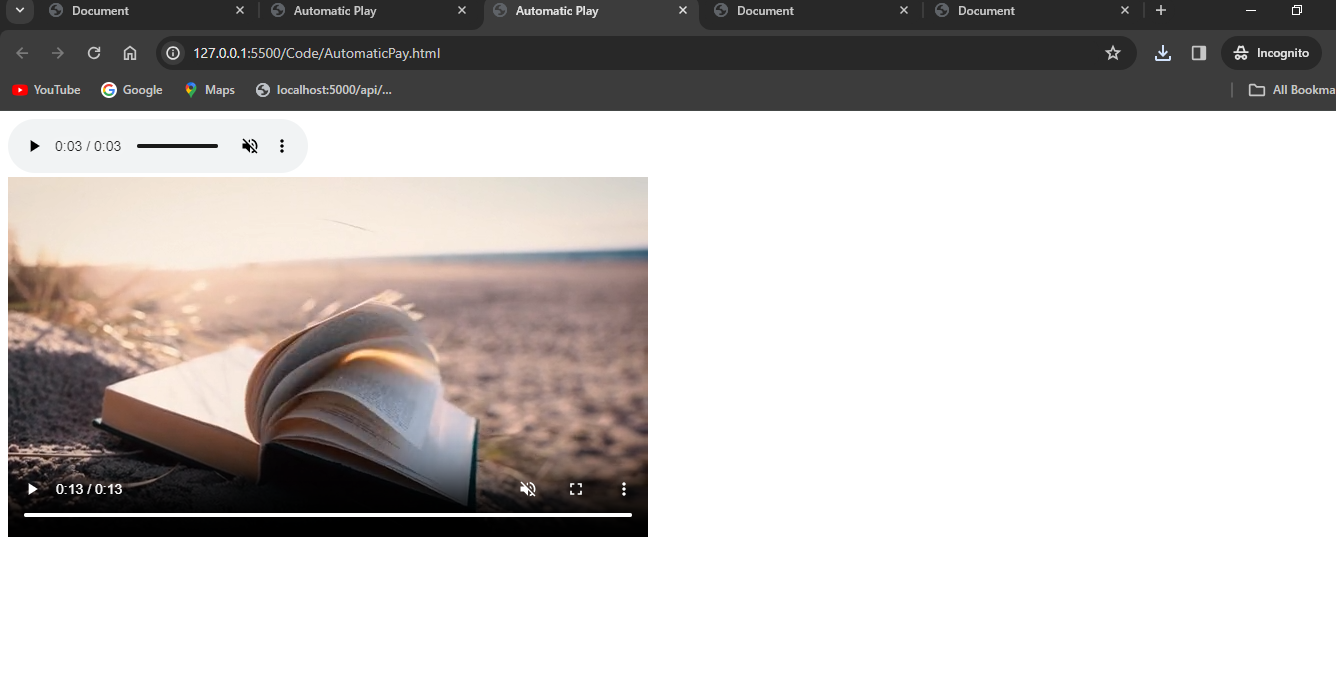 Document
Automatic Play
Automatic Play
Document
Document
127.0.0.1:5500/Code/AutomaticPay.html
Incognito
YouTube
Google
Maps
localhost:5000/api/...
All Bookma
0:03 / 0:03
0:13 / 0:13